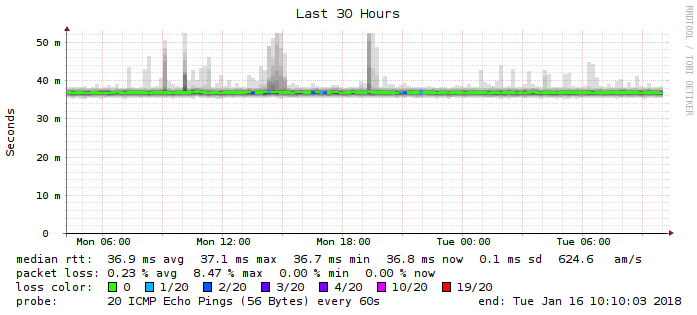 Last 30 Hours
RRDTOOL / TOBI OETIKER
Seconds
50 m
40 m
30 m
20 m
10 m
0
Mon 06:00 Mon 12:00 Mon 18:00 Tue 00:00 Tue 06:00
median rtt: 36.9 ms avg 37.1 ms max 36.7 ms min 36.8 ms now 0.1 ms sd 624.6 am/s
packet loss: 0.23 % avg 8.47 % max 0.00 % min 0.00 % now
loss color: 0 1/20 2/20 3/20 4/20 10/20 19/20
probe: 20 ICMP Echo Pings (56 Bytes) every 60s end: Tue Jan 16 10:10:03 2018